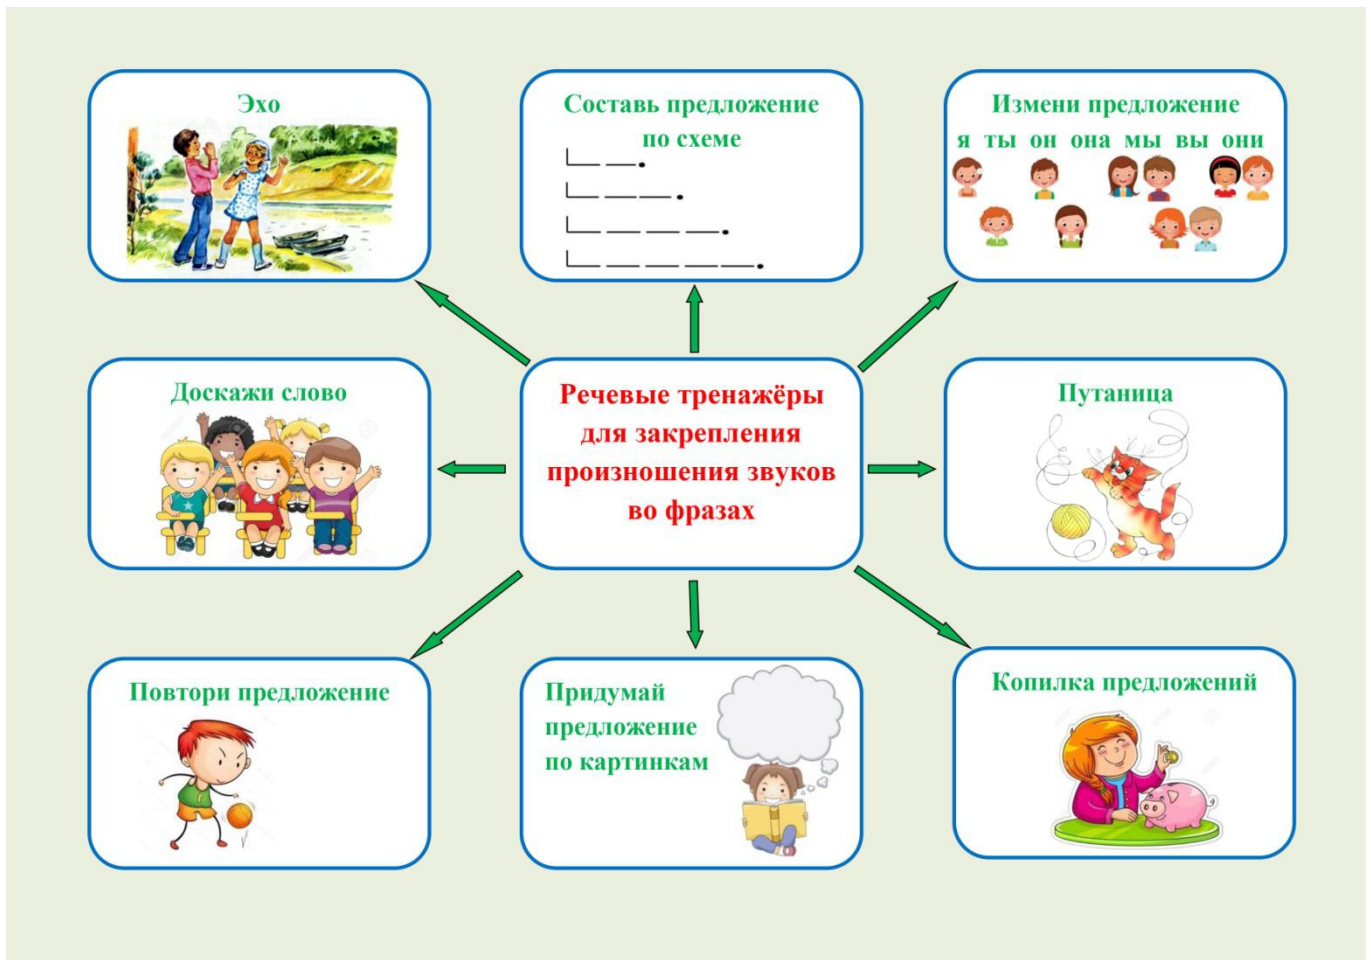 Эхо
Составь предложение
по схеме
Измени предложение
я ты он она мы вы они
Доскажи слово
Речевые тренажёры
для закрепления
произношения звуков
во фразах
Путаница
Повтори предложение
Придумай
предложение
по картинкам
Копилка предложений